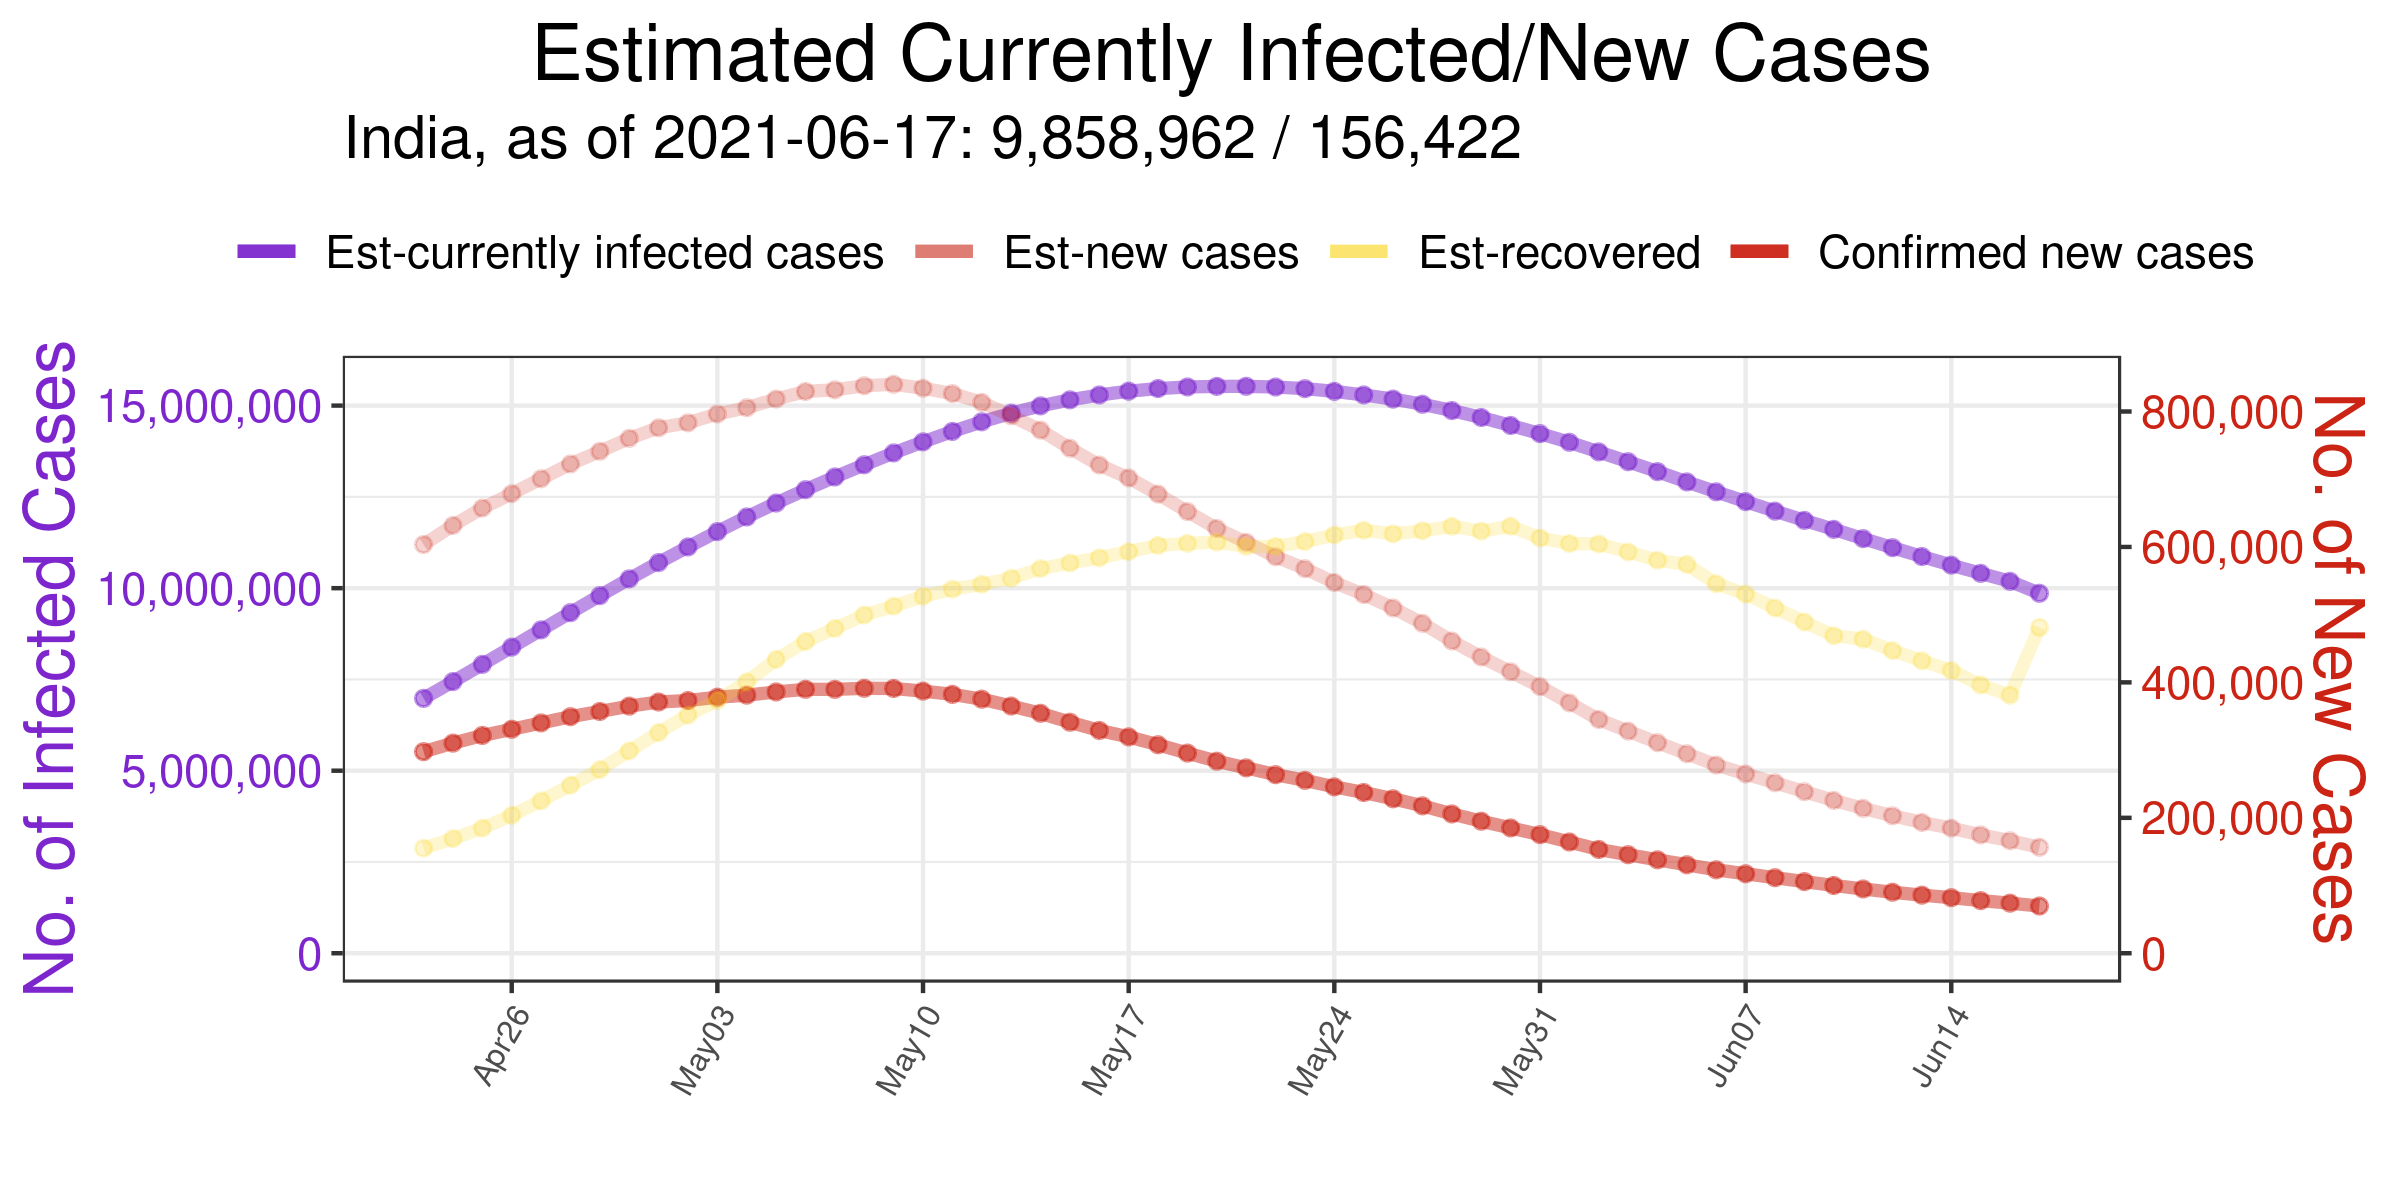 Estimated Currently Infected/New Cases
India, as of 2021-06-17: 9,858,962 / 156,422
Est-currently infected cases Est-new cases Est-recovered Confirmed new cases
No. of Infected Cases
15,000,000
10,000,000
5,000,000
0
800,000
600,000
400,000
200,000
0
No. of New Cases
Apr26 May03 May10 May17 May24 May31 Jun07 Jun14